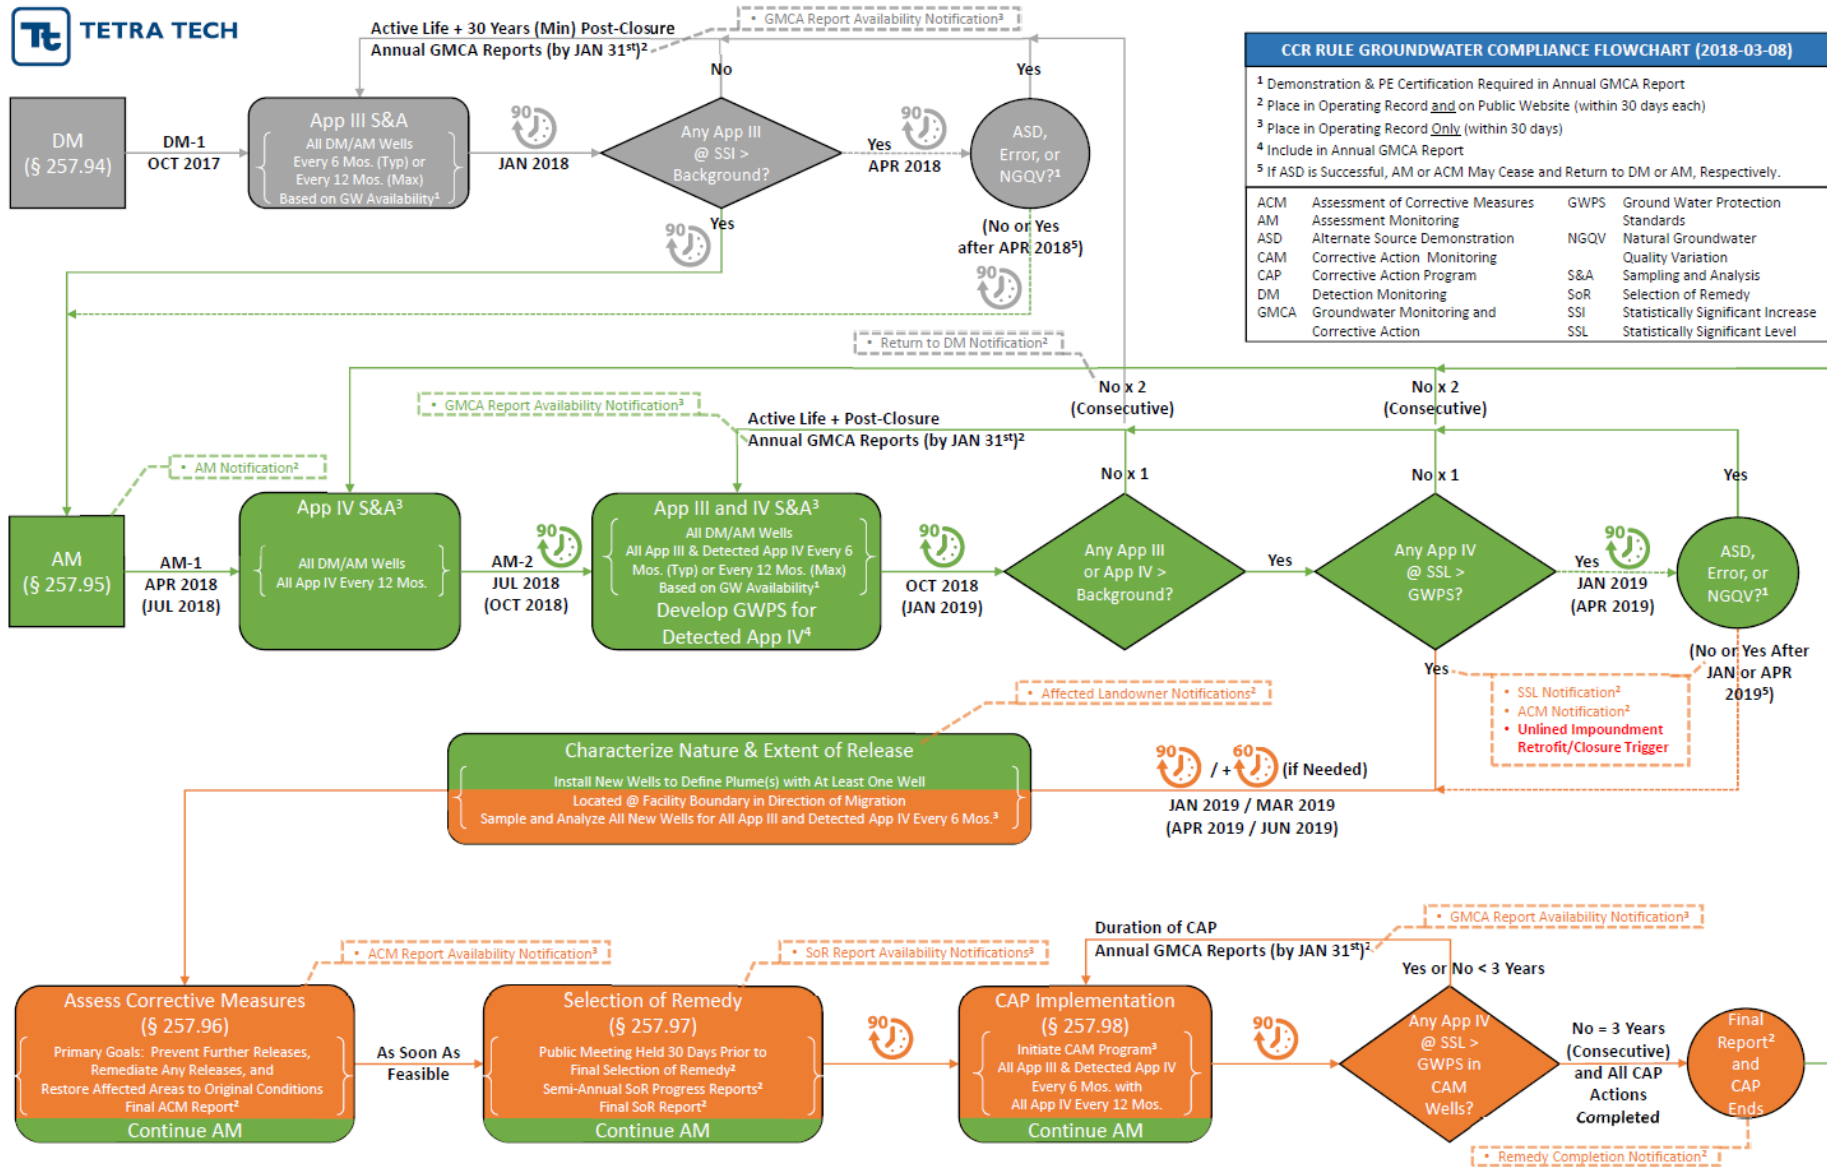 Tt TETRA TECH
Active Life + 30 Years (Min) Post-Closure
Annual GMCA Reports (by JAN 31st)²
• GMCA Report Availability Notification³
No
Yes
DM
(§ 257.94)
DM-1
OCT 2017
App III S&A
All DM/AM Wells
Every 6 Mos. (Typ) or
Every 12 Mos. (Max)
Based on GW Availability¹
90
JAN 2018
Any App III
@ SSI >
Background?
90
Yes
APR 2018
ASD,
Error, or
NGQV?¹
Yes
90
(No or Yes
after APR 2018⁵)
90
CCR RULE GROUNDWATER COMPLIANCE FLOWCHART (2018-03-08)
¹ Demonstration & PE Certification Required in Annual GMCA Report
² Place in Operating Record and on Public Website (within 30 days each)
³ Place in Operating Record Only (within 30 days)
⁴ Include in Annual GMCA Report
⁵ If ASD is Successful, AM or ACM May Cease and Return to DM or AM, Respectively.
ACM Assessment of Corrective Measures
AM Assessment Monitoring
ASD Alternate Source Demonstration
CAM Corrective Action Monitoring
CAP Corrective Action Program
DM Detection Monitoring
GMCA Groundwater Monitoring and
Corrective Action
GWPS Ground Water Protection
Standards
NGQV Natural Groundwater
Quality Variation
S&A Sampling and Analysis
SoR Selection of Remedy
SSI Statistically Significant Increase
SSL Statistically Significant Level
• Return to DM Notification²
No x 2
(Consecutive)
No x 2
(Consecutive)
• GMCA Report Availability Notification³
Active Life + Post-Closure
Annual GMCA Reports (by JAN 31st)²
• AM Notification²
No x 1
No x 1
Yes
AM
(§ 257.95)
AM-1
APR 2018
(JUL 2018)
App IV S&A³
All DM/AM Wells
All App IV Every 12 Mos.
90
AM-2
JUL 2018
(OCT 2018)
App III and IV S&A³
All DM/AM Wells
All App III & Detected App IV Every 6
Mos. (Typ) or Every 12 Mos. (Max)
Based on GW Availability¹
Develop GWPS for
Detected App IV⁴
90
OCT 2018
(JAN 2019)
Any App III
or App IV >
Background?
Yes
Any App IV
@ SSL >
GWPS?
90
Yes
JAN 2019
(APR 2019)
ASD,
Error, or
NGQV?¹
Yes
(No or Yes After
JAN or APR
2019⁵)
• SSL Notification²
• ACM Notification²
• Unlined Impoundment
Retrofit/Closure Trigger
• Affected Landowner Notifications²
Characterize Nature & Extent of Release
Install New Wells to Define Plume(s) with At Least One Well
Located @ Facility Boundary in Direction of Migration
Sample and Analyze All New Wells for All App III and Detected App IV Every 6 Mos.³
90 / + 60 (if Needed)
JAN 2019 / MAR 2019
(APR 2019 / JUN 2019)
• ACM Report Availability Notification³
• SoR Report Availability Notifications³
Duration of CAP
Annual GMCA Reports (by JAN 31st)²
• GMCA Report Availability Notification³
Yes or No < 3 Years
Assess Corrective Measures
(§ 257.96)
Primary Goals: Prevent Further Releases,
Remediate Any Releases, and
Restore Affected Areas to Original Conditions
Final ACM Report²
Continue AM
As Soon As
Feasible
Selection of Remedy
(§ 257.97)
Public Meeting Held 30 Days Prior to
Final Selection of Remedy²
Semi-Annual SoR Progress Reports²
Final SoR Report²
Continue AM
90
CAP Implementation
(§ 257.98)
Initiate CAM Program³
All App III & Detected App IV
Every 6 Mos. with
All App IV Every 12 Mos.
Continue AM
90
Any App IV
@ SSL >
GWPS in
CAM
Wells?
No = 3 Years
(Consecutive)
and All CAP
Actions
Completed
Final
Report²
and
CAP
Ends
• Remedy Completion Notification²